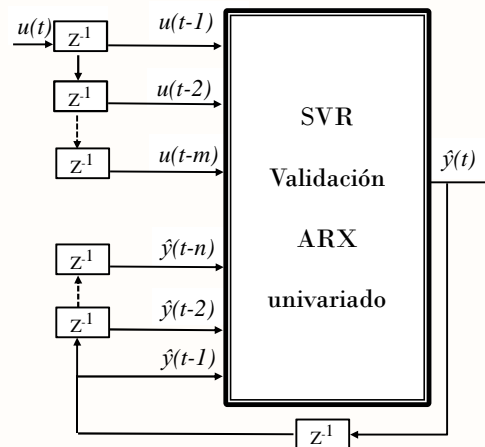 u(t)
Z-1
u(t-1)
Z-1
u(t-2)
Z-1
u(t-m)
SVR
Validación
ARX
univariado
ŷ(t)
Z-1
ŷ(t-n)
Z-1
ŷ(t-2)
ŷ(t-1)
Z-1